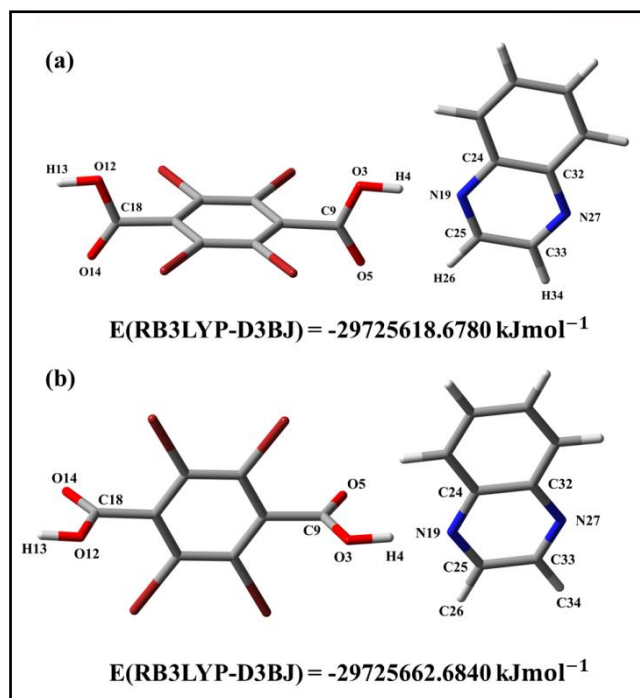 (a)
H13 O12 O3 H4 C24 C32
C18 C9 N19 N27
O14 O5 C25 C33
H26 H34
E(RB3LYP-D3BJ) = -29725618.6780 kJmol⁻¹
(b)
O14 C18 O5 C24 C32
C9 N19 N27
H13 O12 O3 H4 C25 C33
C26 C34
E(RB3LYP-D3BJ) = -29725662.6840 kJmol⁻¹